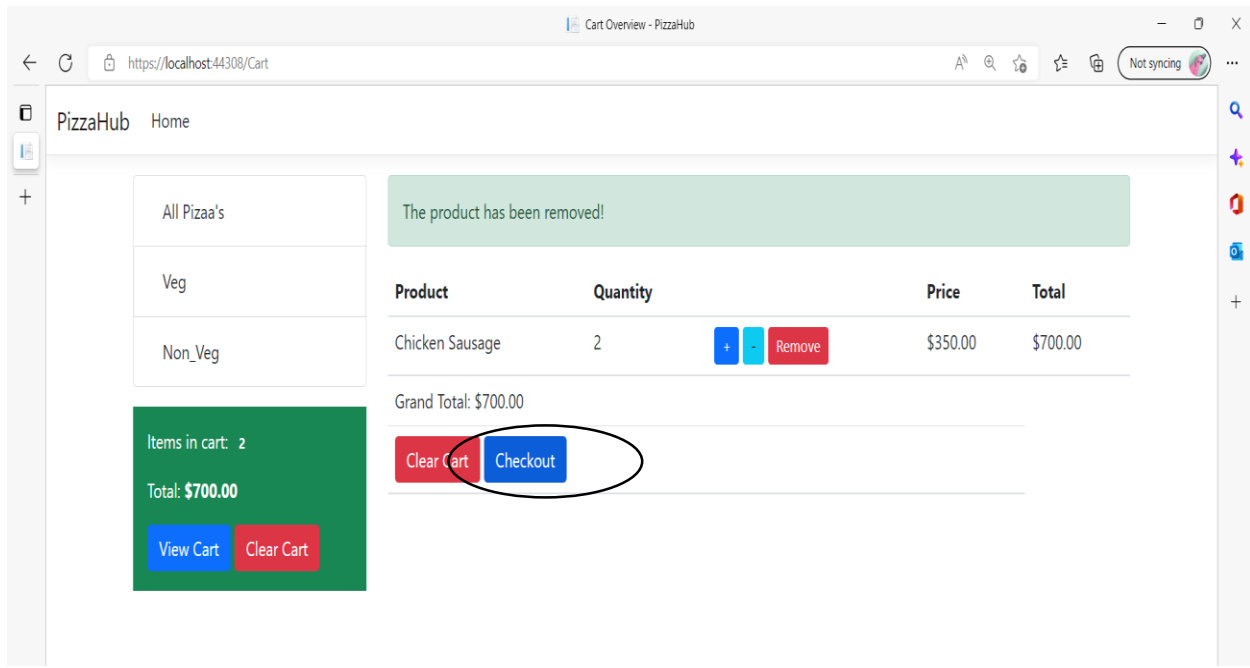 Cart Overview - PizzaHub
https://localhost:44308/Cart
Not syncing
PizzaHub Home
All Pizaa's
Veg
Non_Veg
Items in cart: 2
Total: $700.00
View Cart Clear Cart
The product has been removed!
Product Quantity Price Total
Chicken Sausage 2 + - Remove $350.00 $700.00
Grand Total: $700.00
Clear Cart Checkout